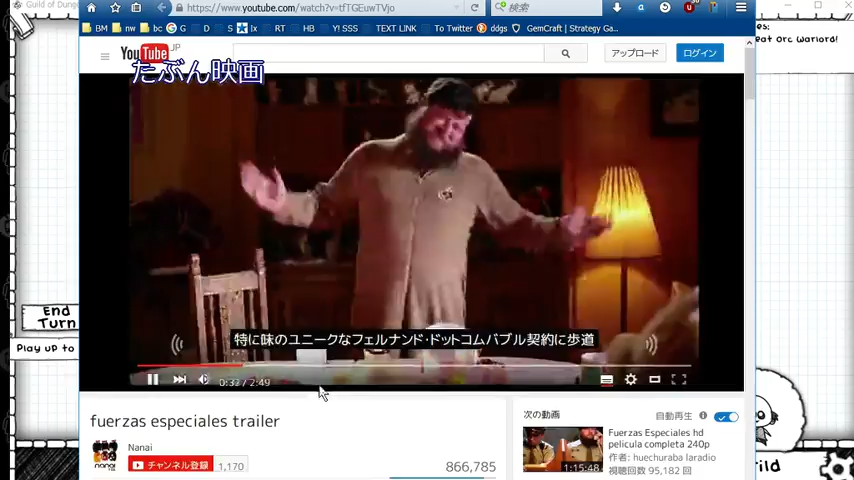 Guild of Dung
https://www.youtube.com/watch?v=tfTGEuwTVjo
検索
BM nw bc G D S Ix RT HB Y! SSS TEXT LINK To Twitter ddgs GemCraft | Strategy Ga..
es:
eat Orc Warlord!
YouTube JP
アップロード
ログイン
たぶん映画
特に味のユニークなフェルナンド･ドットコムバブル契約に歩道
End
Turn
Play up to
2:49
fuerzas especiales trailer
次の動画
自動再生
Nanai
nanai
チャンネル登録 1,170
866,785
Fuerzas Especiales hd
pelicula completa 240p
作者: huechuraba laradio
視聴回数 95,182 回
1:15:48
ild